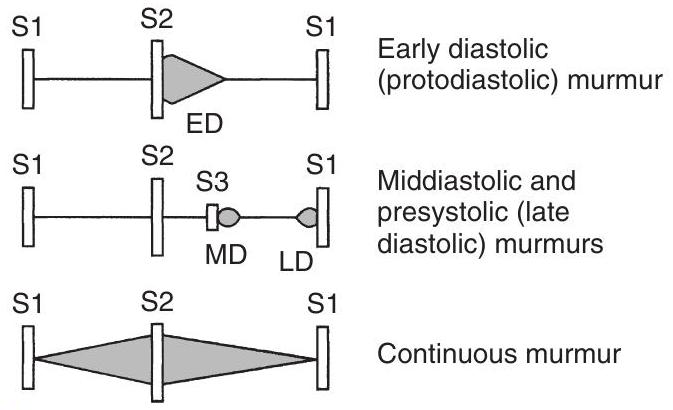 S1 S2 S1
Early diastolic
(protodiastolic) murmur
ED
S1 S2 S3 S1
Middiastolic and
presystolic (late
diastolic) murmurs
MD LD
S1 S2 S1
Continuous murmur